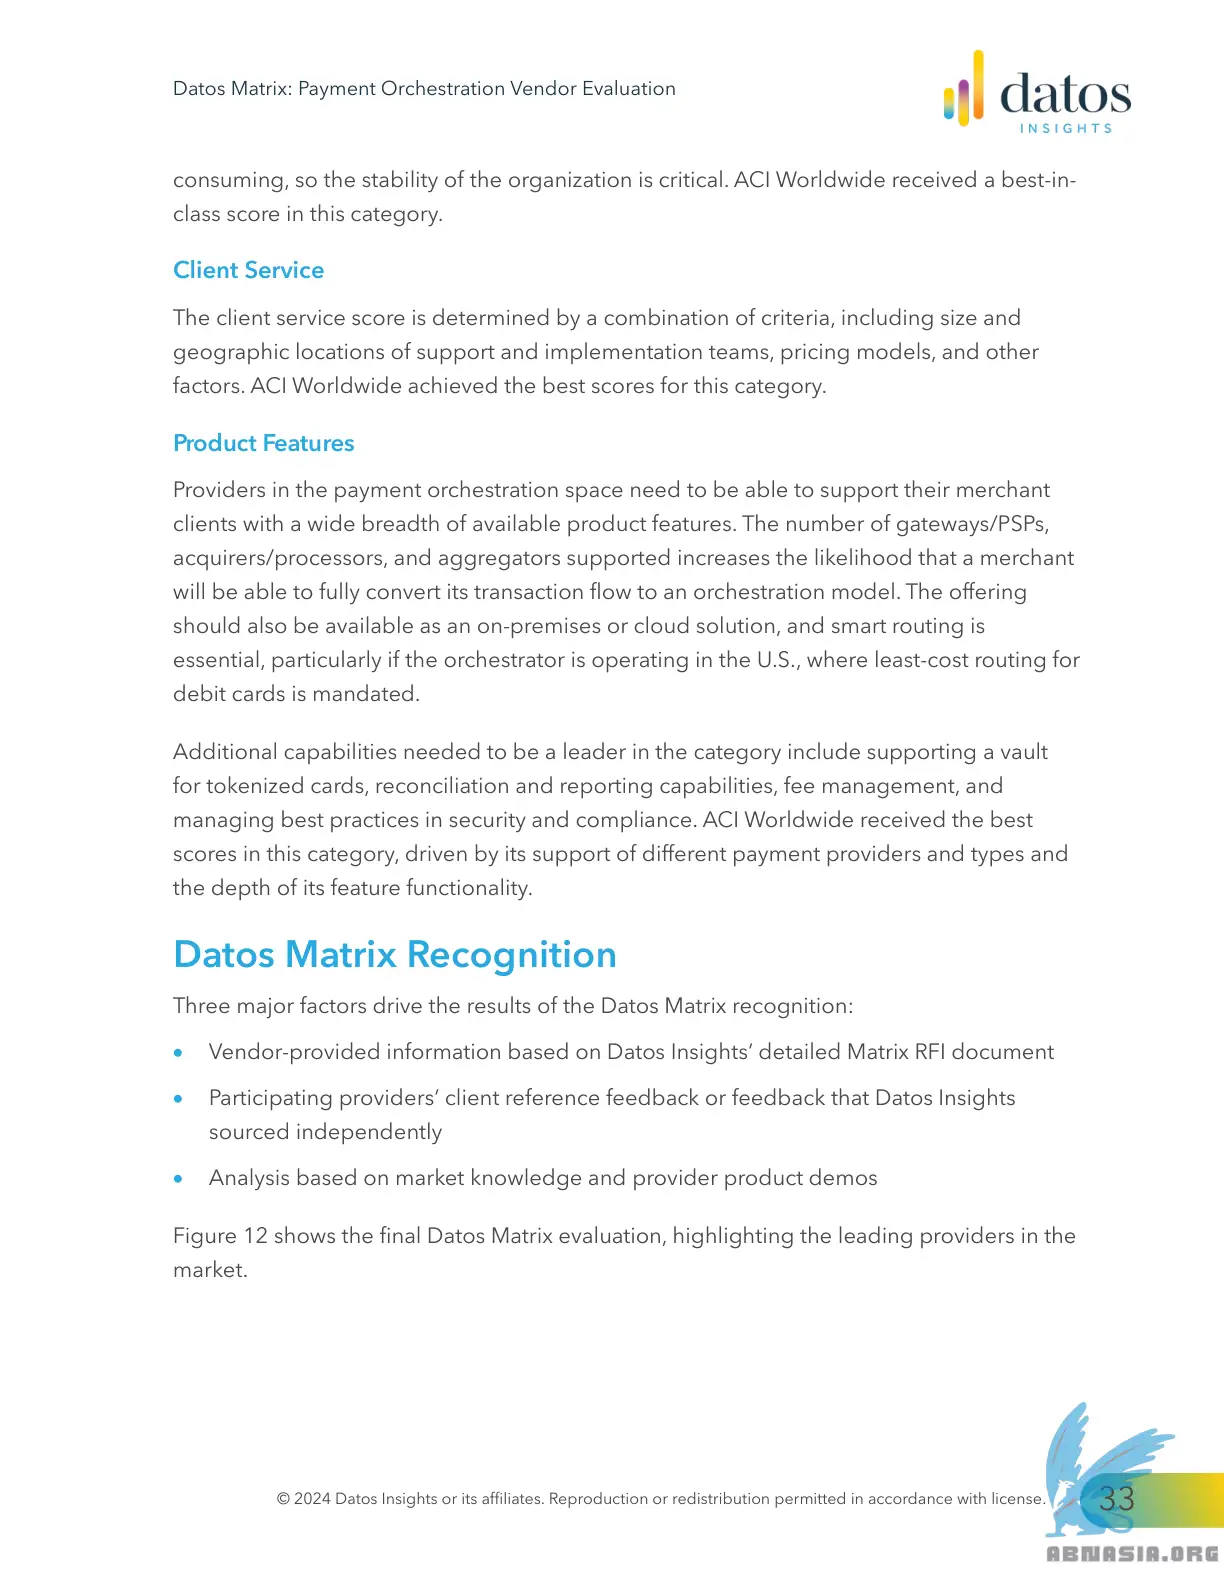 Datos Matrix: Payment Orchestration Vendor Evaluation
datos
INSIGHTS
consuming, so the stability of the organization is critical. ACI Worldwide received a best-in-
class score in this category.
Client Service
The client service score is determined by a combination of criteria, including size and
geographic locations of support and implementation teams, pricing models, and other
factors. ACI Worldwide achieved the best scores for this category.
Product Features
Providers in the payment orchestration space need to be able to support their merchant
clients with a wide breadth of available product features. The number of gateways/PSPs,
acquirers/processors, and aggregators supported increases the likelihood that a merchant
will be able to fully convert its transaction flow to an orchestration model. The offering
should also be available as an on-premises or cloud solution, and smart routing is
essential, particularly if the orchestrator is operating in the U.S., where least-cost routing for
debit cards is mandated.
Additional capabilities needed to be a leader in the category include supporting a vault
for tokenized cards, reconciliation and reporting capabilities, fee management, and
managing best practices in security and compliance. ACI Worldwide received the best
scores in this category, driven by its support of different payment providers and types and
the depth of its feature functionality.
Datos Matrix Recognition
Three major factors drive the results of the Datos Matrix recognition:
• Vendor-provided information based on Datos Insights’ detailed Matrix RFI document
• Participating providers’ client reference feedback or feedback that Datos Insights
sourced independently
• Analysis based on market knowledge and provider product demos
Figure 12 shows the final Datos Matrix evaluation, highlighting the leading providers in the
market.
© 2024 Datos Insights or its affiliates. Reproduction or redistribution permitted in accordance with license.
33
ABNASIA.ORG